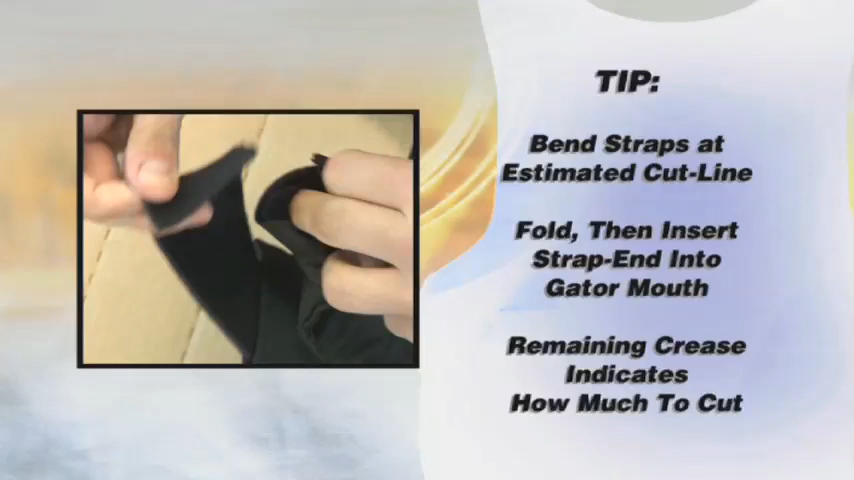 TIP:
Bend Straps at
Estimated Cut-Line
Fold, Then Insert
Strap-End Into
Gator Mouth
Remaining Crease
Indicates
How Much To Cut